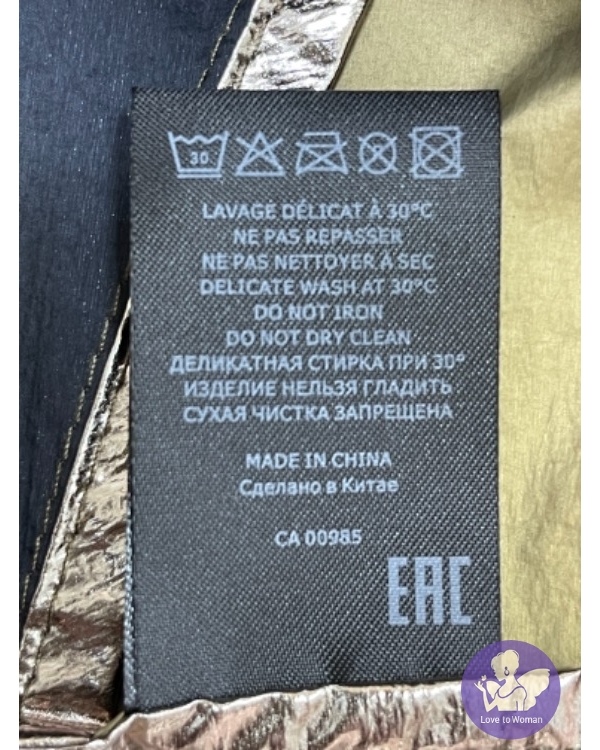 30
LAVAGE DÉLICAT À 30°C
NE PAS REPASSER
NE PAS NETTOYER À SEC
DELICATE WASH AT 30°C
DO NOT IRON
DO NOT DRY CLEAN
ДЕЛИКАТНАЯ СТИРКА ПРИ 30°
ИЗДЕЛИЕ НЕЛЬЗЯ ГЛАДИТЬ
СУХАЯ ЧИСТКА ЗАПРЕЩЕНА
MADE IN CHINA
Сделано в Китае
CA 00985
EAC
Love to Woman